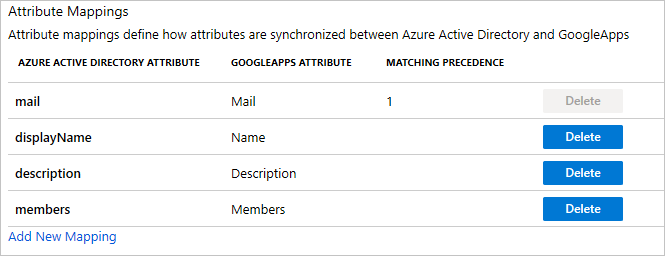 Attribute Mappings
Attribute mappings define how attributes are synchronized between Azure Active Directory and GoogleApps
AZURE ACTIVE DIRECTORY ATTRIBUTE GOOGLEAPPS ATTRIBUTE MATCHING PRECEDENCE
mail Mail 1 Delete
displayName Name Delete
description Description Delete
members Members Delete
Add New Mapping